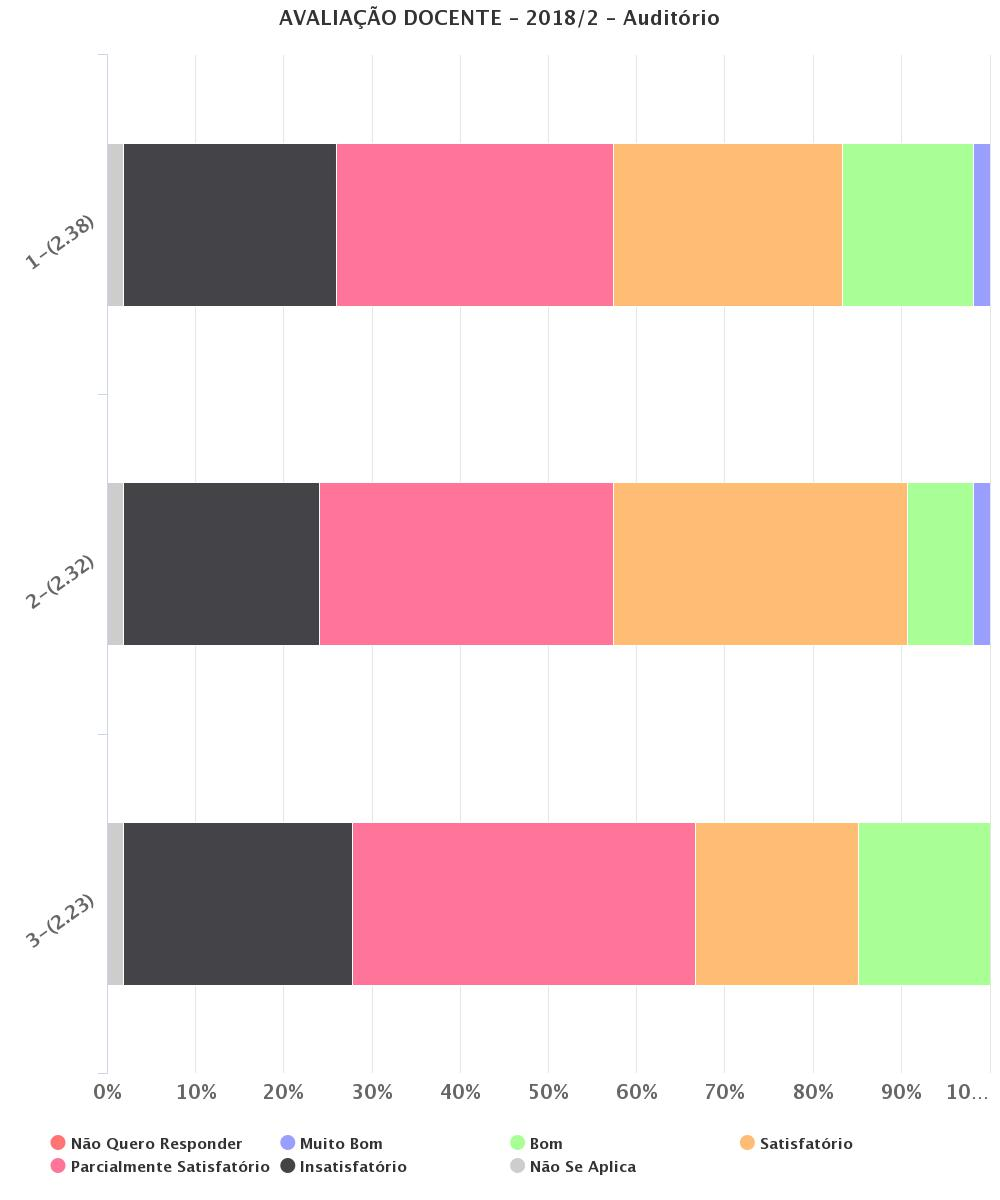 AVALIAÇÃO DOCENTE - 2018/2 - Auditório
1-(2.38)
2-(2.32)
3-(2.23)
0% 10% 20% 30% 40% 50% 60% 70% 80% 90% 10...
Não Quero Responder Muito Bom Bom Satisfatório
Parcialmente Satisfatório Insatisfatório Não Se Aplica